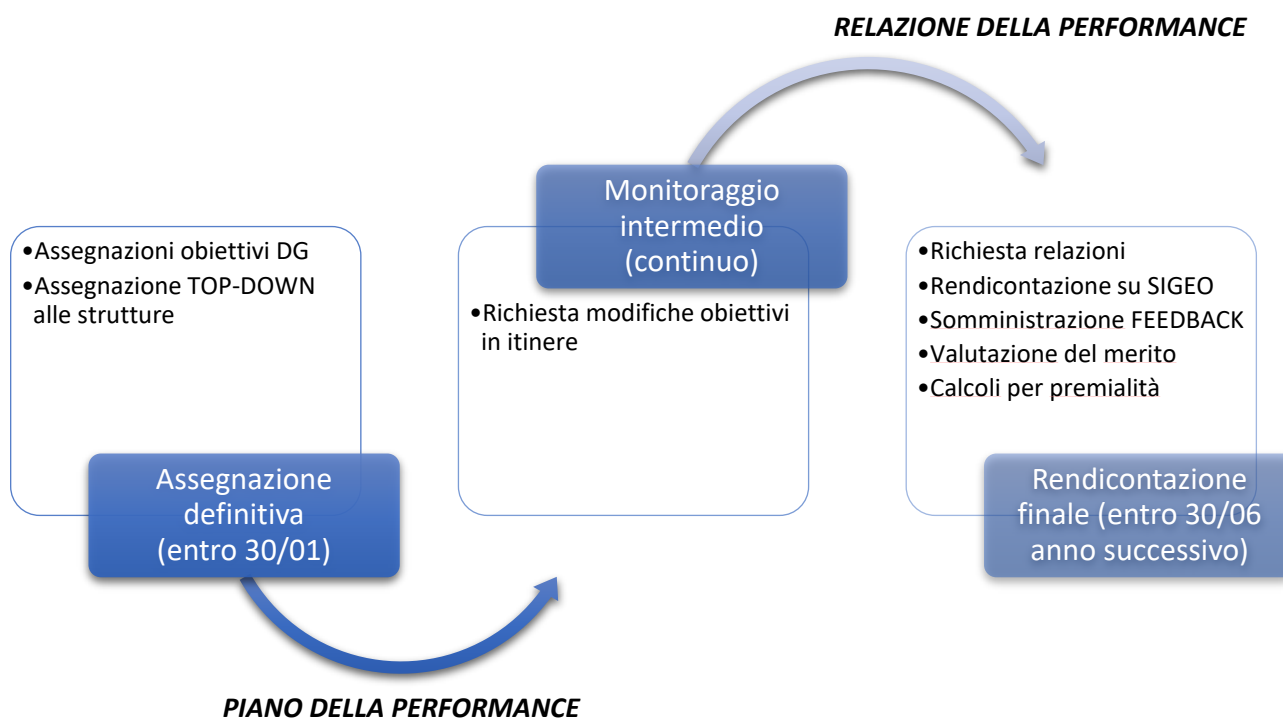 RELAZIONE DELLA PERFORMANCE
•Assegnazioni obiettivi DG
•Assegnazione TOP-DOWN
alle strutture
Assegnazione
definitiva
(entro 30/01)
PIANO DELLA PERFORMANCE
Monitoraggio
intermedio
(continuo)
•Richiesta modifiche obiettivi
in itinere
•Richiesta relazioni
•Rendicontazione su SIGEO
•Somministrazione FEEDBACK
•Valutazione del merito
•Calcoli per premialità
Rendicontazione
finale (entro 30/06
anno successivo)